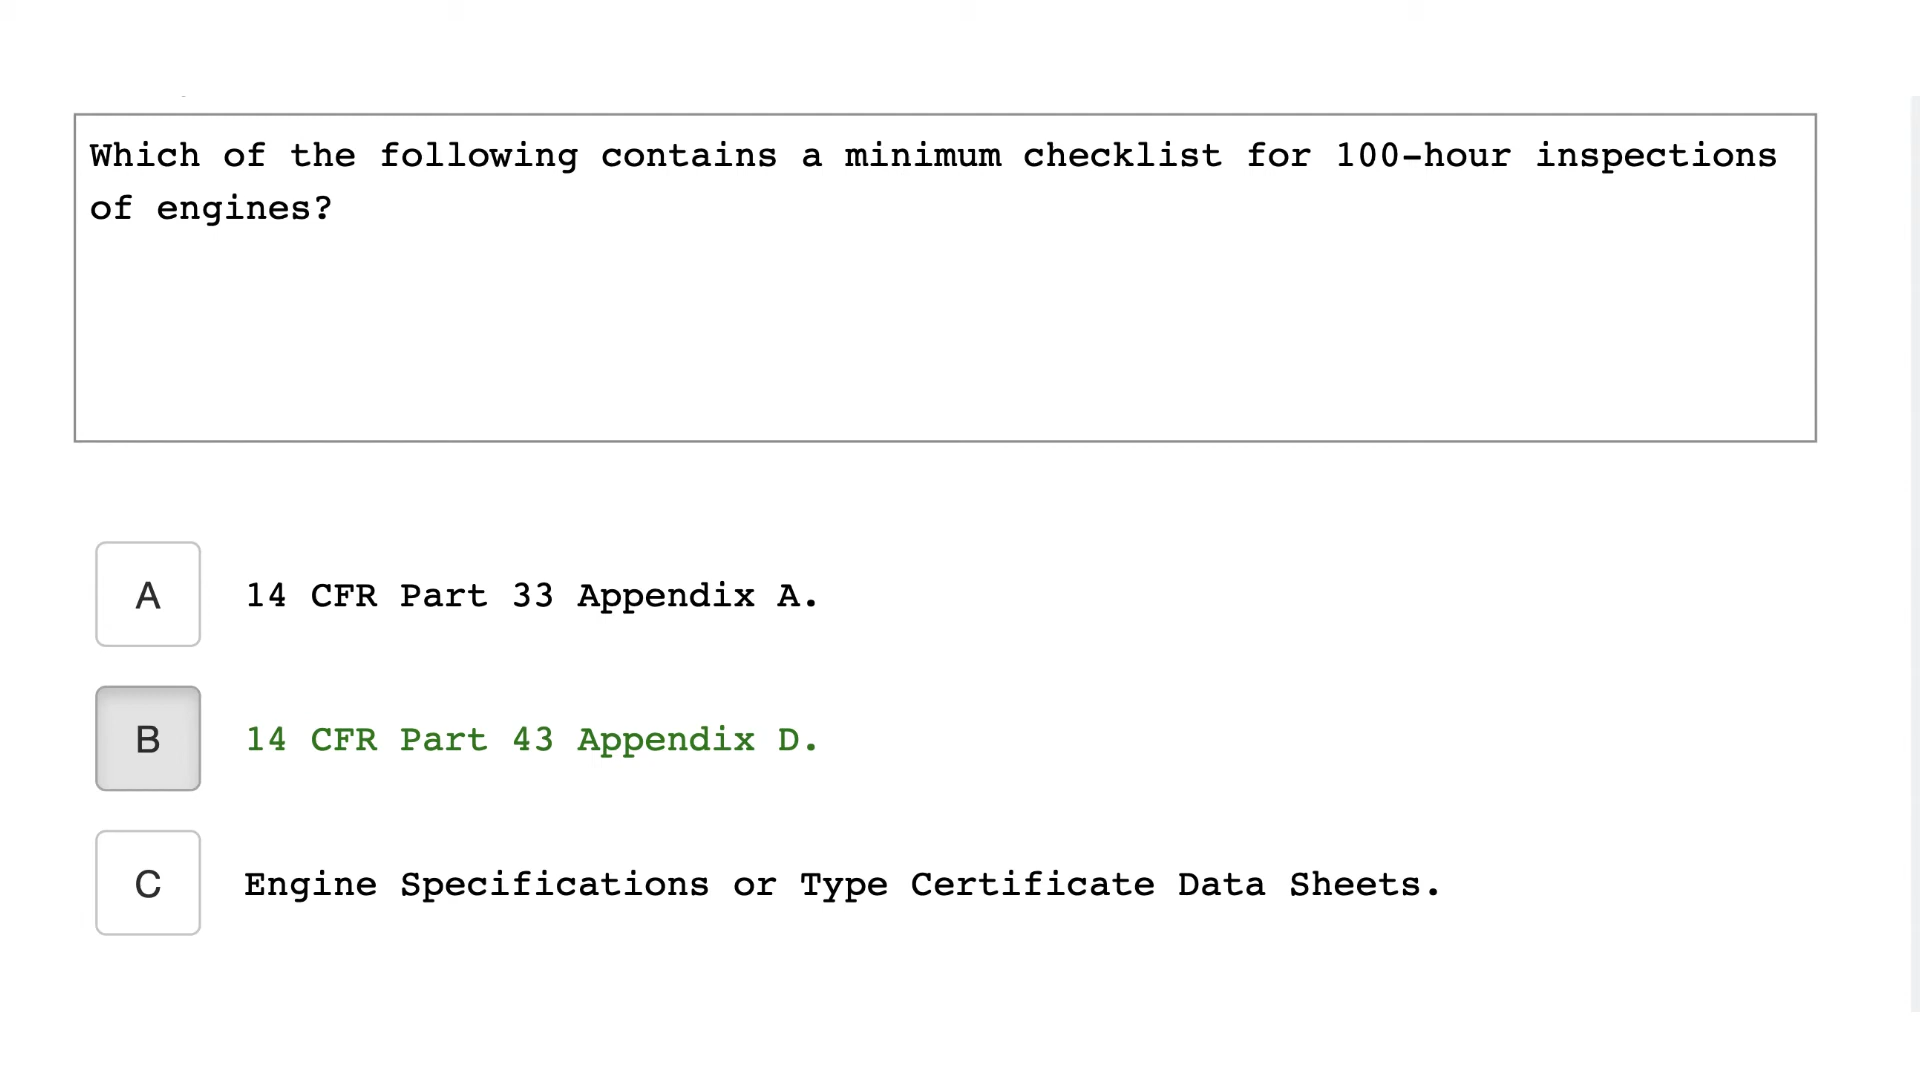 Which of the following contains a minimum checklist for 100-hour inspections
of engines?
A 14 CFR Part 33 Appendix A.
B 14 CFR Part 43 Appendix D.
C Engine Specifications or Type Certificate Data Sheets.